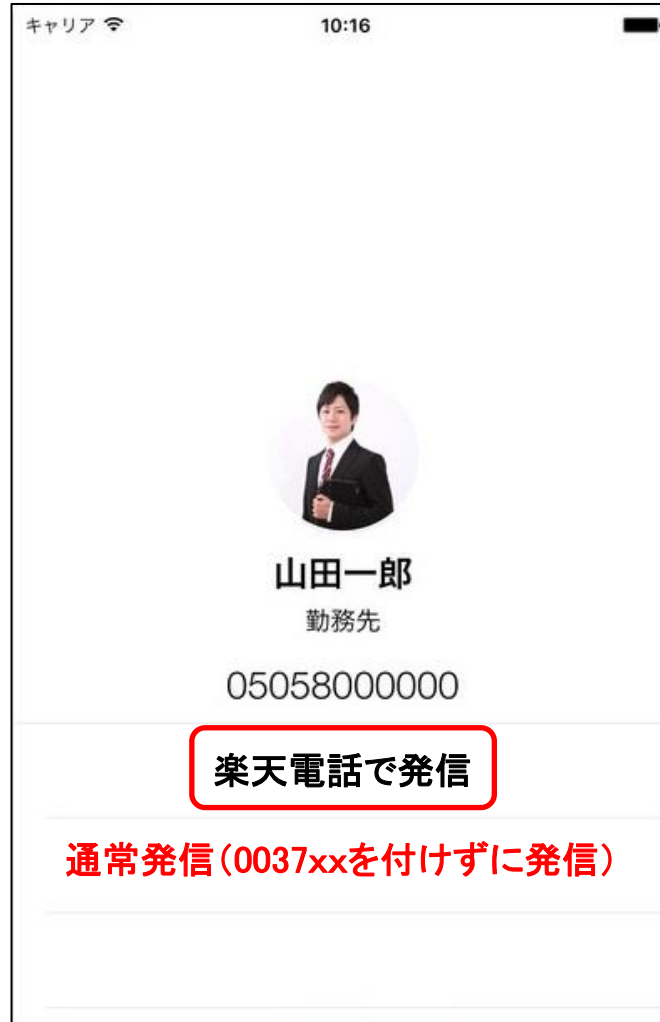 キャリア 10:16
山田一郎
勤務先
05058000000
楽天電話で発信
通常発信（0037xxを付けずに発信）